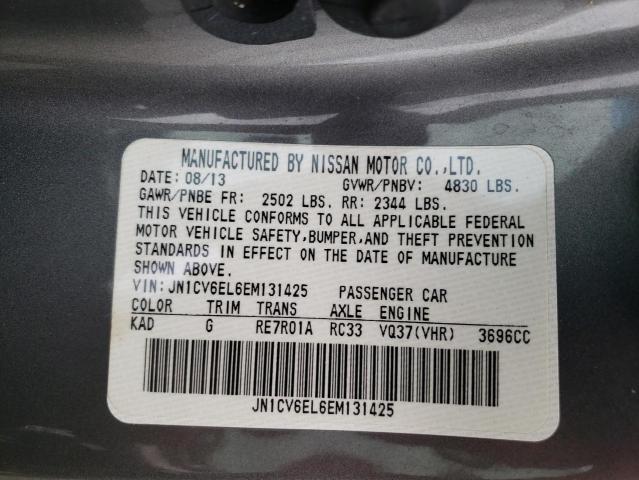 MANUFACTURED BY NISSAN MOTOR CO.,LTD.
DATE: 08/13 GVWR/PNBV: 4830 LBS.
GAWR/PNBE FR: 2502 LBS. RR: 2344 LBS.
THIS VEHICLE CONFORMS TO ALL APPLICABLE FEDERAL
MOTOR VEHICLE SAFETY,BUMPER,AND THEFT PREVENTION
STANDARDS IN EFFECT ON THE DATE OF MANUFACTURE
SHOWN ABOVE.
VIN:JN1CV6EL6EM131425 PASSENGER CAR
COLOR TRIM TRANS AXLE ENGINE
KAD G RE7R01A RC33 VQ37(VHR) 3696CC
JN1CV6EL6EM131425